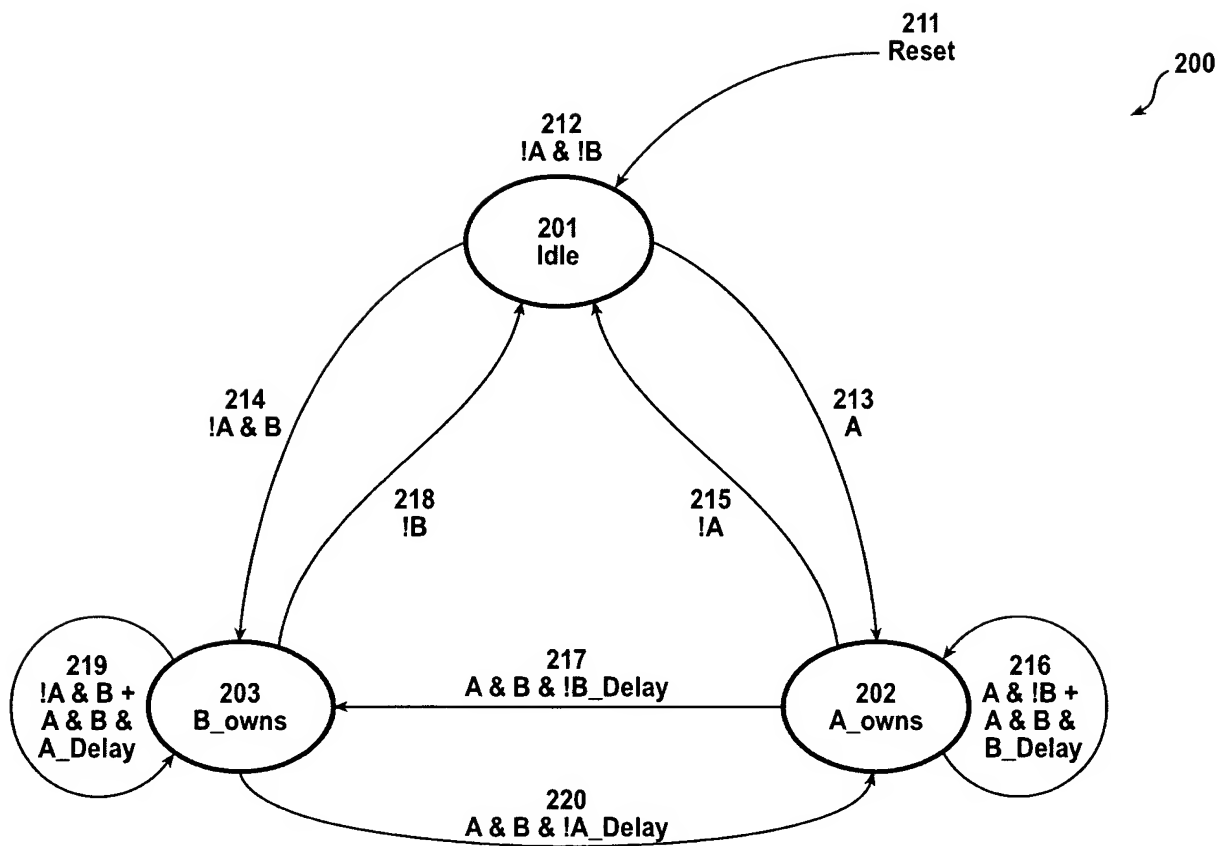 211
Reset
200
212
!A & !B
201
Idle
214
!A & B
213
A
218
!B
215
!A
219
!A & B +
A & B &
A_Delay
203
B_owns
217
A & B & !B_Delay
202
A_owns
216
A & !B +
A & B &
B_Delay
220
A & B & !A_Delay